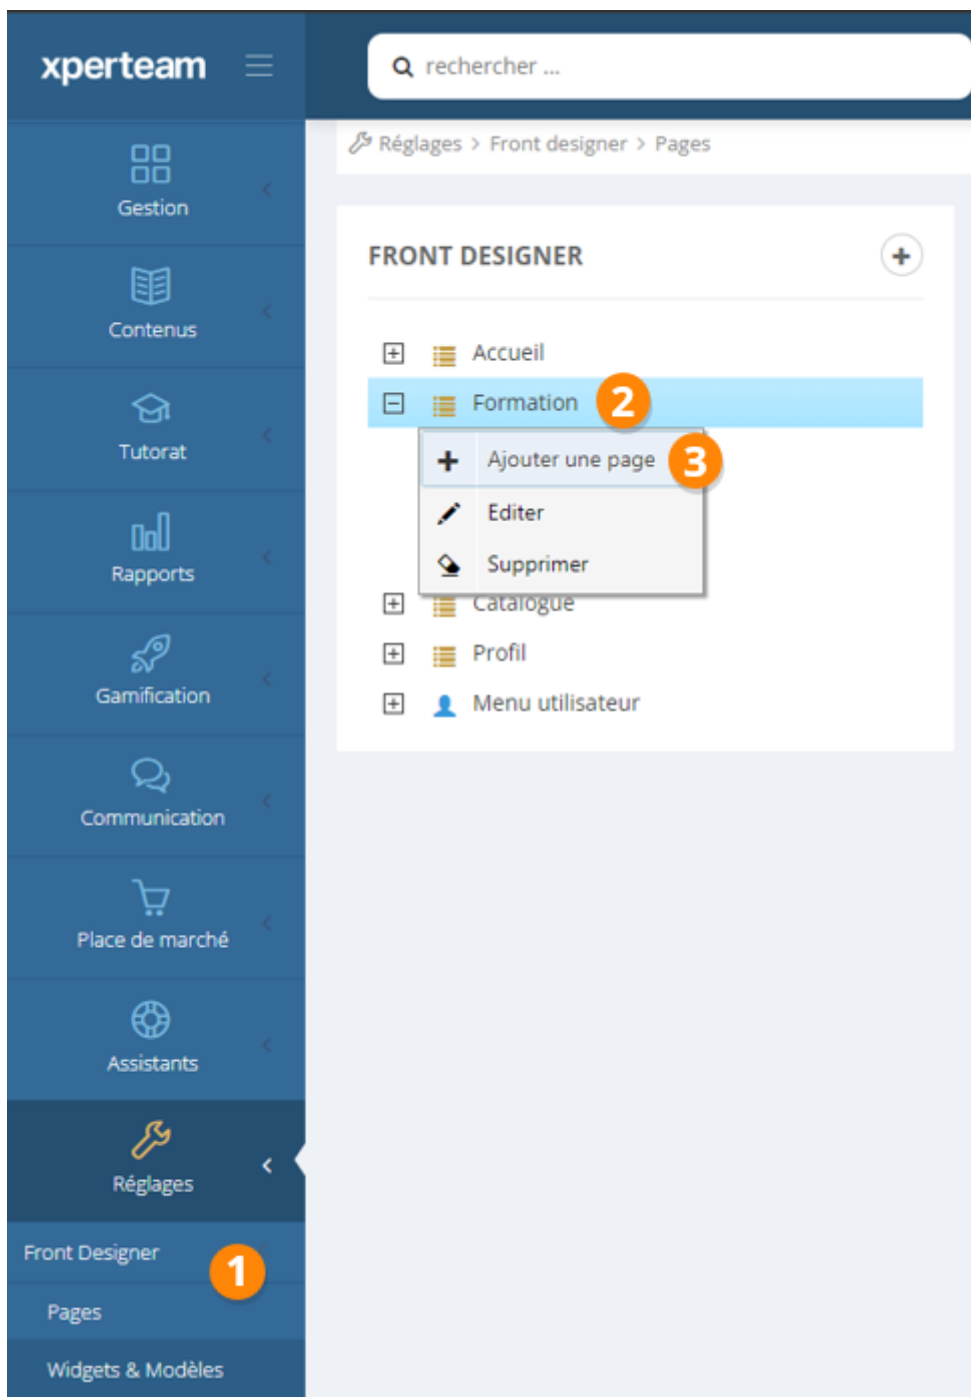 xperteam
rechercher ...
Réglages > Front designer > Pages
Gestion
Contenus
Tutorat
Rapports
Gamification
Communication
Place de marché
Assistants
Réglages
Front Designer
1
Pages
Widgets & Modèles
FRONT DESIGNER
Accueil
Formation 2
Ajouter une page 3
Editer
Supprimer
Catalogue
Profil
Menu utilisateur